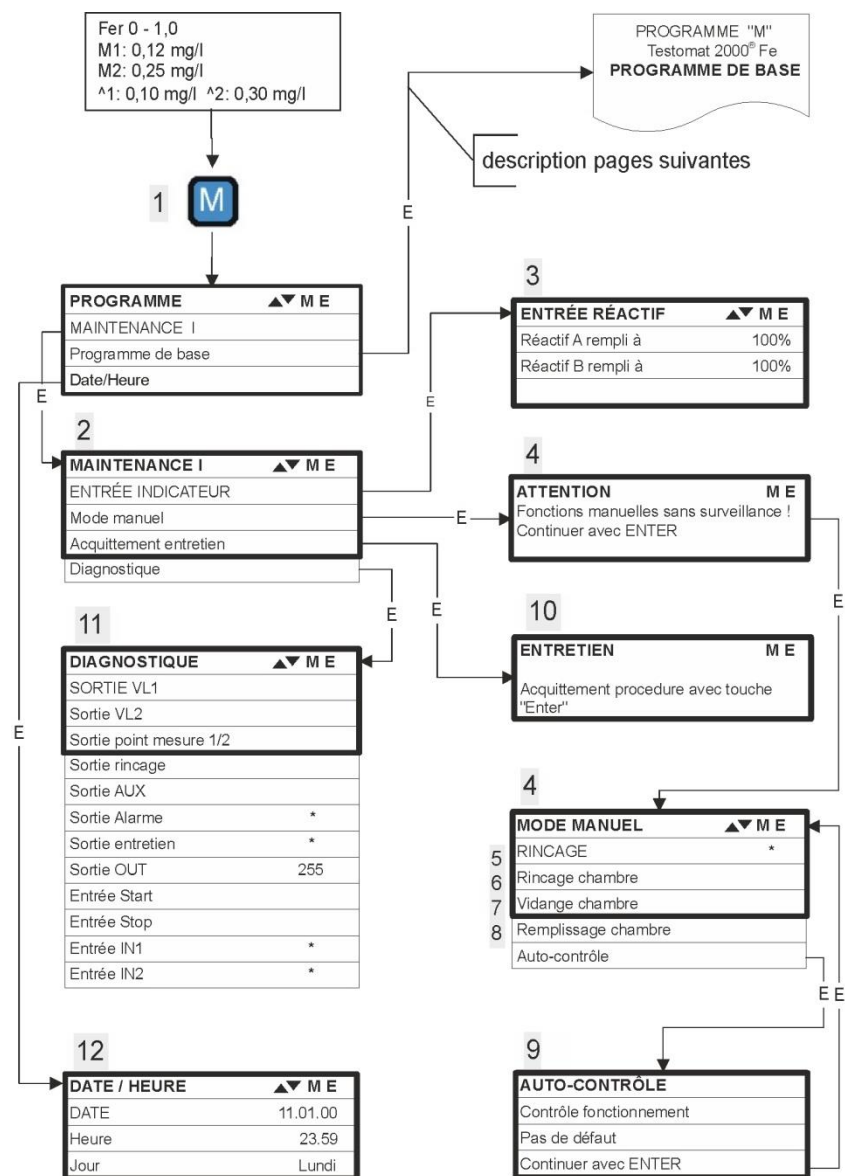 Fer 0 - 1,0
M1: 0,12 mg/l
M2: 0,25 mg/l
^1: 0,10 mg/l ^2: 0,30 mg/l
PROGRAMME "M"
Testomat 2000® Fe
PROGRAMME DE BASE
description pages suivantes
1 M
E
PROGRAMME ▲▼ M E
MAINTENANCE I
Programme de base
Date/Heure
E
E
3
ENTRÉE RÉACTIF ▲▼ M E
Réactif A rempli à 100%
Réactif B rempli à 100%
E
2
MAINTENANCE I ▲▼ M E
ENTRÉE INDICATEUR
Mode manuel
Acquittement entretien
Diagnostique
E
4
ATTENTION M E
Fonctions manuelles sans surveillance !
Continuer avec ENTER
E
E
E
10
ENTRETIEN M E
Acquittement procedure avec touche
"Enter"
11
DIAGNOSTIQUE ▲▼ M E
SORTIE VL1
Sortie VL2
Sortie point mesure 1/2
Sortie rincage
Sortie AUX
Sortie Alarme *
Sortie entretien *
Sortie OUT 255
Entrée Start
Entrée Stop
Entrée IN1 *
Entrée IN2 *
4
MODE MANUEL ▲▼ M E
5 RINCAGE *
6 Rincage chambre
7 Vidange chambre
8 Remplissage chambre
Auto-contrôle
E E
12
DATE / HEURE ▲▼ M E
DATE 11.01.00
Heure 23.59
Jour Lundi
9
AUTO-CONTRÔLE
Contrôle fonctionnement
Pas de défaut
Continuer avec ENTER